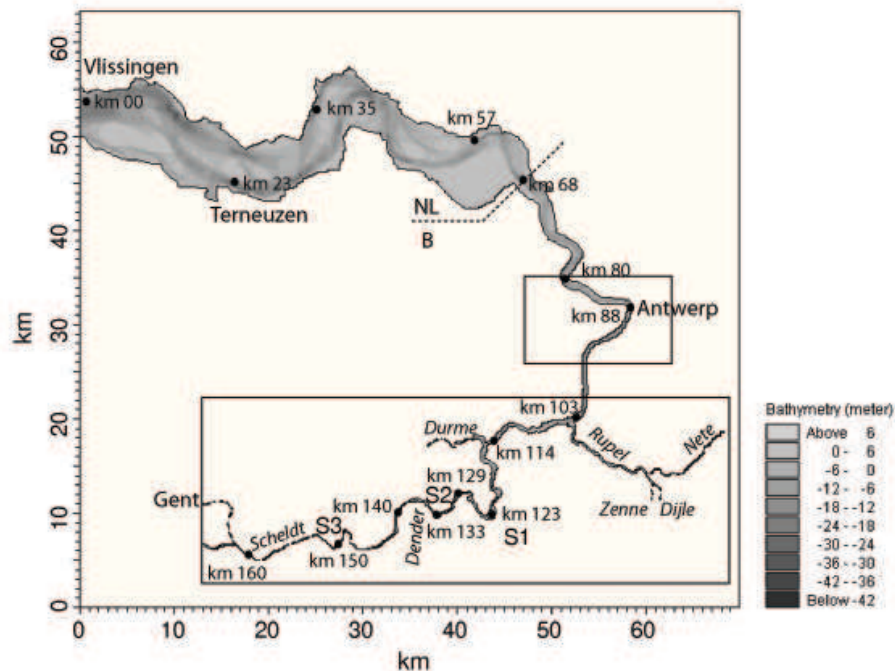 60
50
40
30
20
10
0
km
0
10
20
30
40
50
60
km
Vlissingen
km 00
km 35
km 57
km 23
Terneuzen
km 68
NL
B
km 80
km 88
Antwerp
km 103
Durme
km 114
Rupel
Nete
km 129
Gent
km 140
S2
Zenne
Dijle
Scheldt
S3
Dender
km 123
km 133
S1
km 150
km 160
Bathymetry (meter)
Above 6
0 - 6
-6 - 0
-12 - -6
-18 - -12
-24 - -18
-30 - -24
-36 - -30
-42 - -36
Below -42